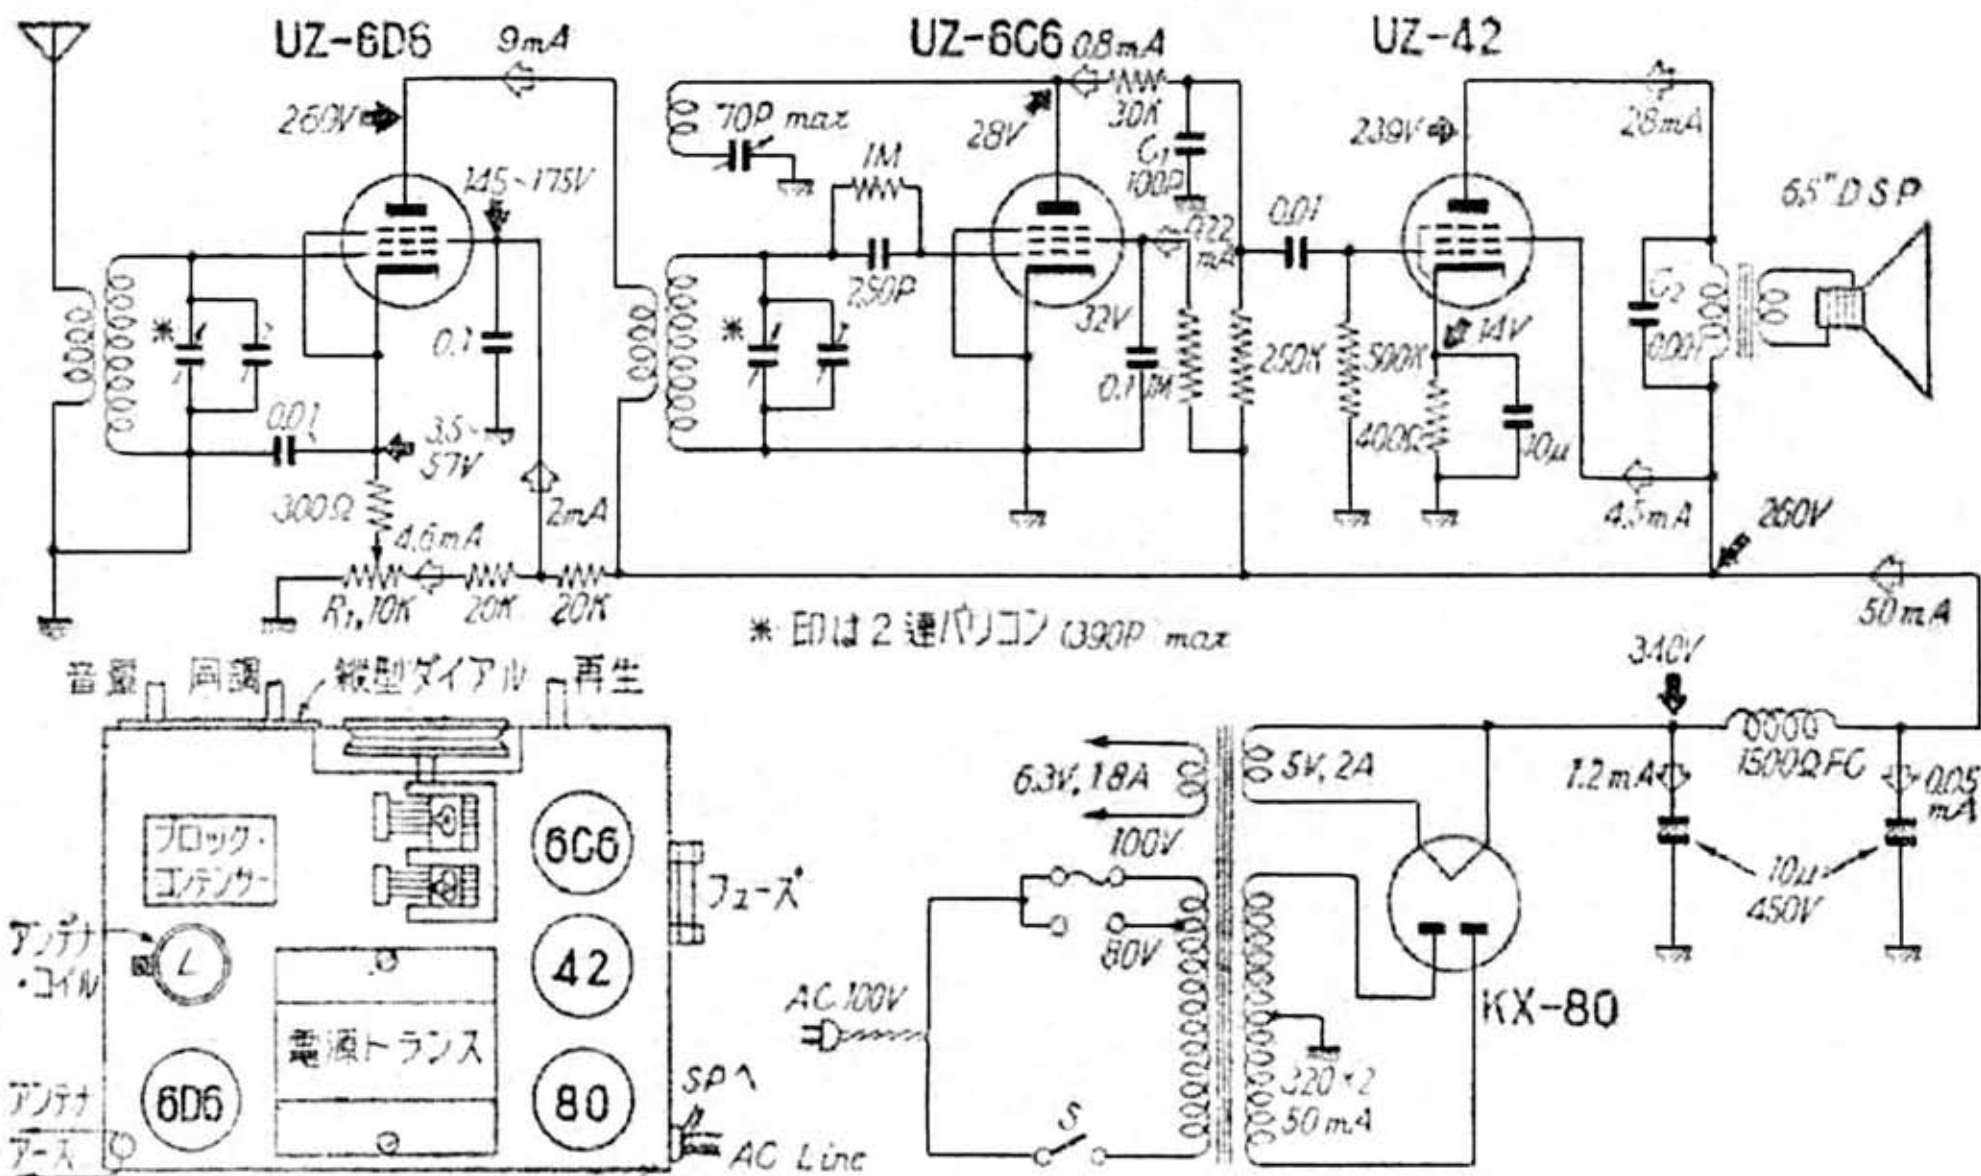 UZ-6D6
9mA
UZ-6C6
0.8mA
UZ-42
260V
70P max
28V
30K
239V
28mA
1M
C1
100P
145~175V
6.5" D S P
0.01
0.22
mA
250P
※
※
0.1
32V
14V
C2
0.001
250K
500K
0.1
1M
0.01
3.5~
57V
400Ω
10μ
300Ω
2mA
4.5mA
260V
4.6mA
R1, 10K
20K
20K
50mA
※ 印は2連バリコン (390P) max
音量
同調
縦型ダイアル
再生
340V
6.3V, 1.8A
5V, 2A
1.2mA
1500Ω FC
0.05
mA
ブロック・
コンデンサー
6C6
フューズ
100V
10μ
450V
80V
アンテナ
・コイル
L
42
AC 100V
KX-80
電源トランス
320×2
50mA
アンテナ
アース
6D6
80
SPへ
AC Line
S